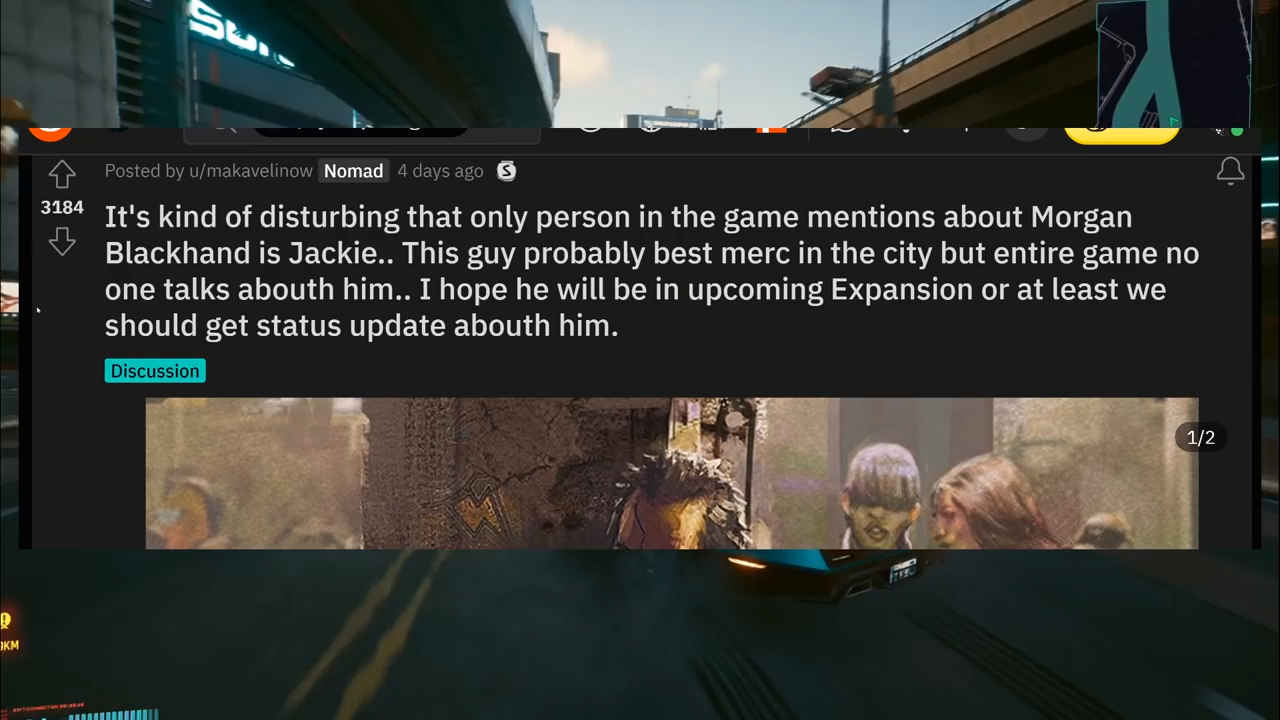 Posted by u/makavelinow Nomad 4 days ago
3184
It's kind of disturbing that only person in the game mentions about Morgan
Blackhand is Jackie.. This guy probably best merc in the city but entire game no
one talks abouth him.. I hope he will be in upcoming Expansion or at least we
should get status update abouth him.
Discussion
1/2